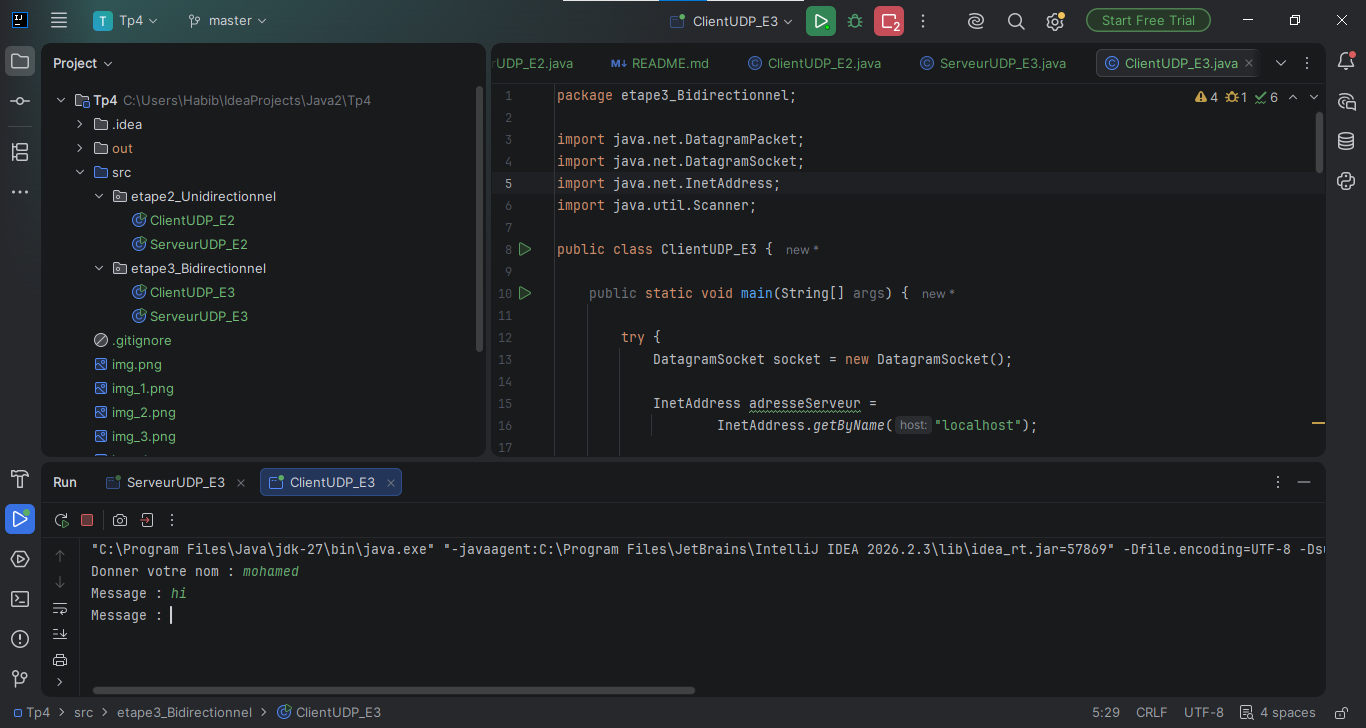 T Tp4 master ClientUDP_E3 2 Start Free Trial
Project
Tp4 C:\Users\Habib\IdeaProjects\Java2\Tp4
.idea
out
src
etape2_Unidirectionnel
ClientUDP_E2
ServeurUDP_E2
etape3_Bidirectionnel
ClientUDP_E3
ServeurUDP_E3
.gitignore
img.png
img_1.png
img_2.png
img_3.png
rUDP_E2.java README.md ClientUDP_E2.java ServeurUDP_E3.java ClientUDP_E3.java
4 1 6
1 package etape3_Bidirectionnel;
2
3 import java.net.DatagramPacket;
4 import java.net.DatagramSocket;
5 import java.net.InetAddress;
6 import java.util.Scanner;
7
8 public class ClientUDP_E3 { new *
9
10 public static void main(String[] args) { new *
11
12 try {
13 DatagramSocket socket = new DatagramSocket();
14
15 InetAddress adresseServeur =
16 InetAddress.getByName( host: "localhost");
17
Run ServeurUDP_E3 ClientUDP_E3
"C:\Program Files\Java\jdk-27\bin\java.exe" "-javaagent:C:\Program Files\JetBrains\IntelliJ IDEA 2026.2.3\lib\idea_rt.jar=57869" -Dfile.encoding=UTF-8 -Dsu
Donner votre nom : mohamed
Message : hi
Message :
Tp4 src etape3_Bidirectionnel ClientUDP_E3 5:29 CRLF UTF-8 4 spaces